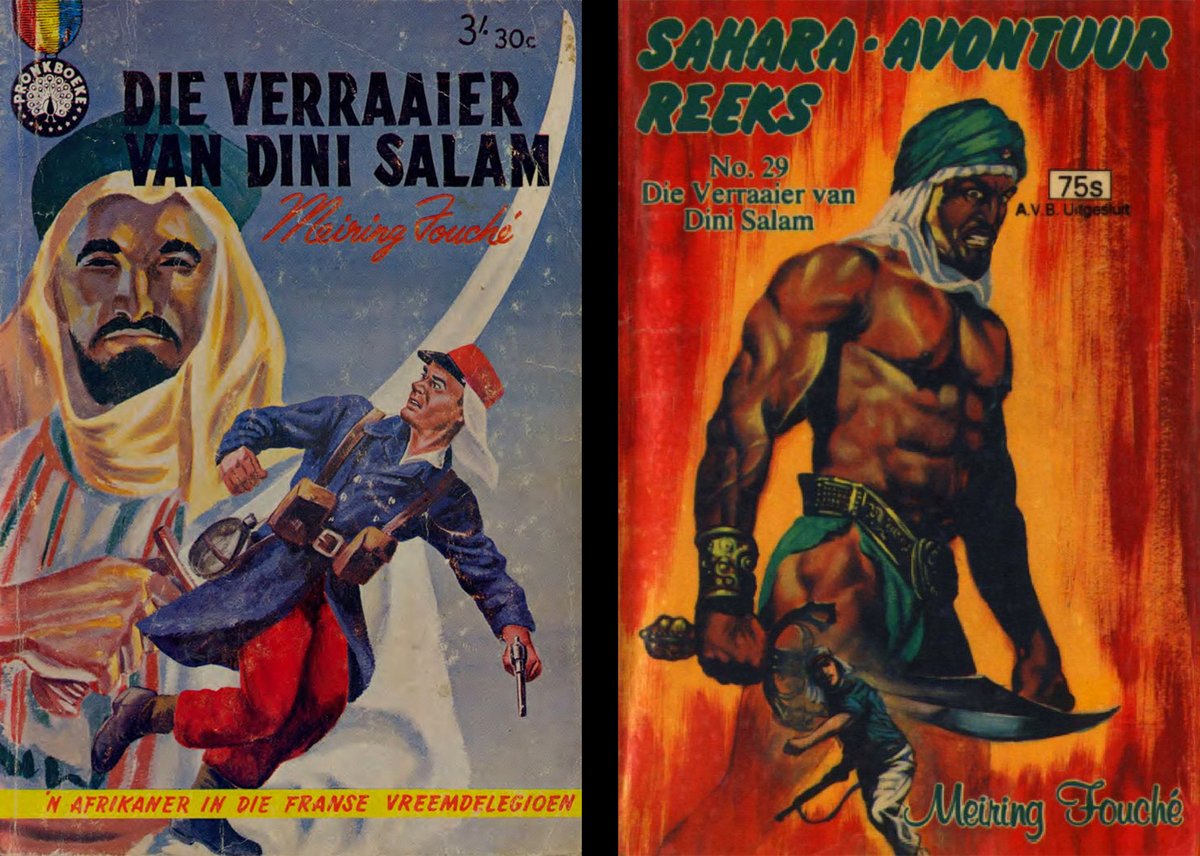 3/- 30c
PRONKBOEKE
DIE VERRAAIER
VAN DINI SALAM
Meiring Fouché
'N AFRIKANER IN DIE FRANSE VREEMDELEGIOEN
SAHARA-AVONTUUR
REEKS
No. 29
Die Verraaier van
Dini Salam
75s
A.V.B. Uitgesluit
Meiring Fouché